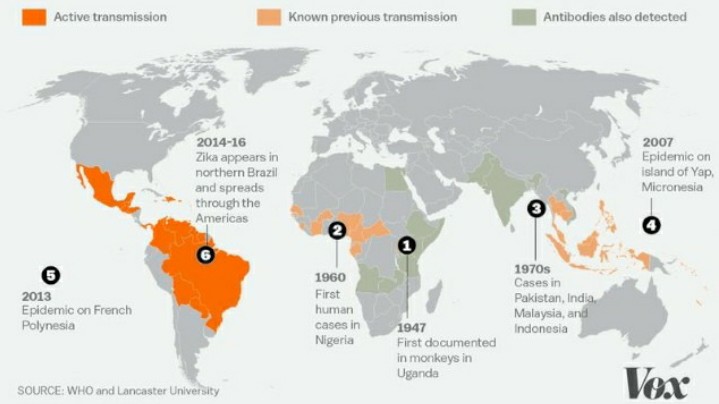 Active transmission
Known previous transmission
Antibodies also detected
2014-16
Zika appears in
northern Brazil
and spreads
through the
Americas
2007
Epidemic on
island of Yap,
Micronesia
5
6
2
1
3
4
2013
Epidemic on French
Polynesia
1960
First
human
cases in
Nigeria
1947
First documented
in monkeys in
Uganda
1970s
Cases in
Pakistan, India,
Malaysia, and
Indonesia
SOURCE: WHO and Lancaster University
Vox